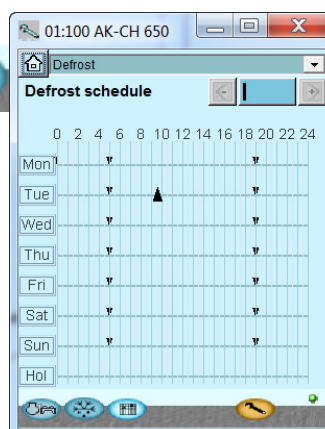 01:100 AK-CH 650
Defrost
Defrost schedule
0 2 4 6 8 10 12 14 16 18 20 22 24
Mon
Tue
Wed
Thu
Fri
Sat
Sun
Hol